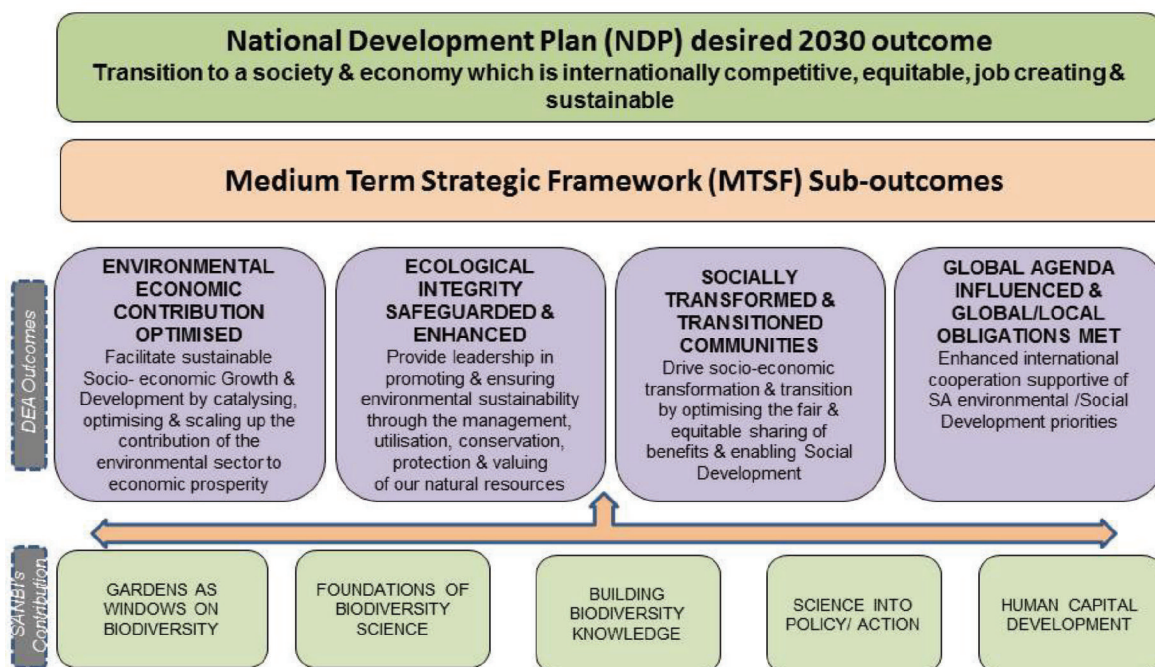 National Development Plan (NDP) desired 2030 outcome
Transition to a society & economy which is internationally competitive, equitable, job creating &
sustainable
Medium Term Strategic Framework (MTSF) Sub-outcomes
DEA Outcomes
ENVIRONMENTAL
ECONOMIC
CONTRIBUTION
OPTIMISED
Facilitate sustainable
Socio- economic Growth &
Development by catalysing,
optimising & scaling up the
contribution of the
environmental sector to
economic prosperity
ECOLOGICAL
INTEGRITY
SAFEGUARDED &
ENHANCED
Provide leadership in
promoting & ensuring
environmental sustainability
through the management,
utilisation, conservation,
protection & valuing
of our natural resources
SOCIALLY
TRANSFORMED &
TRANSITIONED
COMMUNITIES
Drive socio-economic
transformation & transition
by optimising the fair &
equitable sharing of
benefits & enabling Social
Development
GLOBAL AGENDA
INFLUENCED &
GLOBAL/LOCAL
OBLIGATIONS MET
Enhanced international
cooperation supportive of
SA environmental /Social
Development priorities
SANBI's
Contribution
GARDENS AS
WINDOWS ON
BIODIVERSITY
FOUNDATIONS OF
BIODIVERSITY
SCIENCE
BUILDING
BIODIVERSITY
KNOWLEDGE
SCIENCE INTO
POLICY/ ACTION
HUMAN CAPITAL
DEVELOPMENT